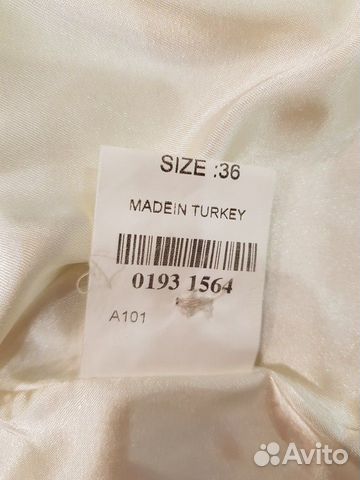 SIZE :36
MADEIN TURKEY
0193 1564
A101
Avito